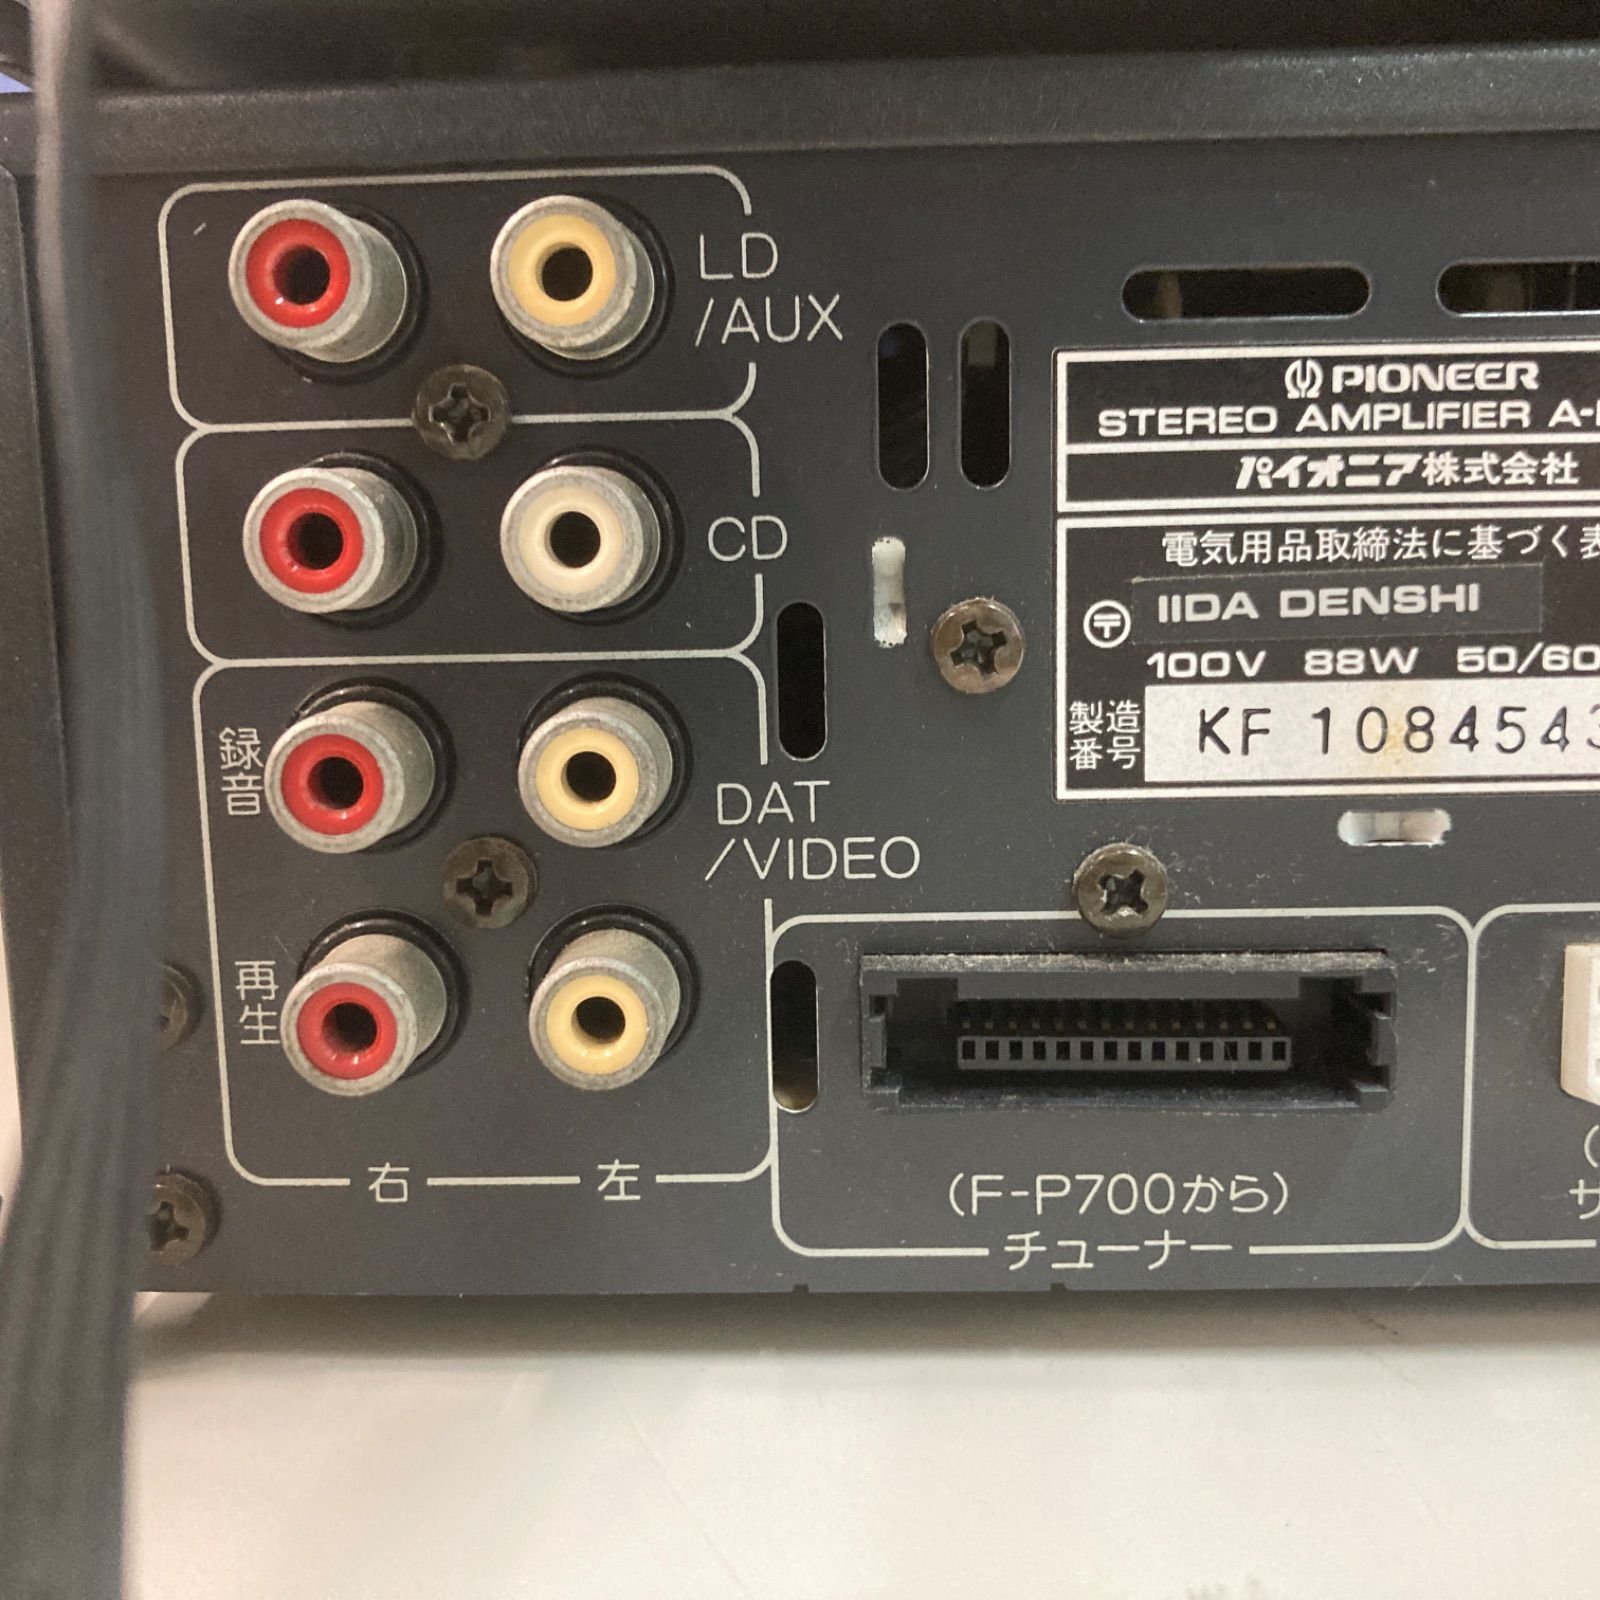 LD
/AUX
CD
録音
DAT
/VIDEO
再生
右 左
PIONEER
STEREO AMPLIFIER
パイオニア株式会社
電気用品取締法に基づく
〒 IIDA DENSHI
100V 88W 50/60
製造番号 KF 1084543
(F-P700から)
チューナー